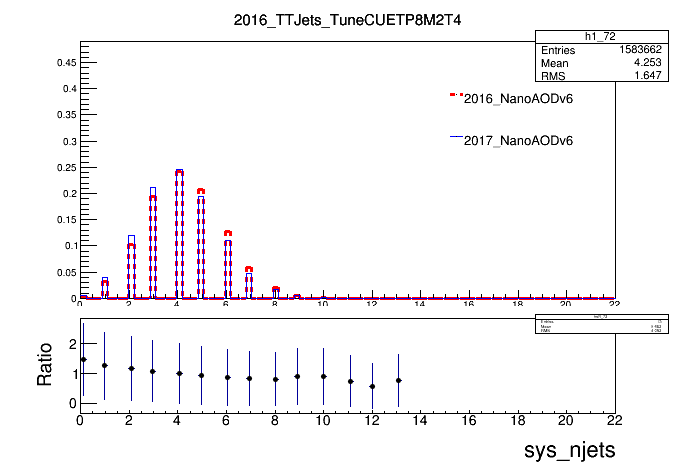 2016_TTJets_TuneCUETP8M2T4
h1_72
Entries 1583662
Mean 4.253
RMS 1.647
0.45
0.4
0.35
0.3
0.25
0.2
0.15
0.1
0.05
0
2016_NanoAODv6
2017_NanoAODv6
0 2 4 6 8 10 12 14 16 18 20 22
Ratio
2
1
0
Entries
Mean
RMS
0 2 4 6 8 10 12 14 16 18 20 22
sys_njets